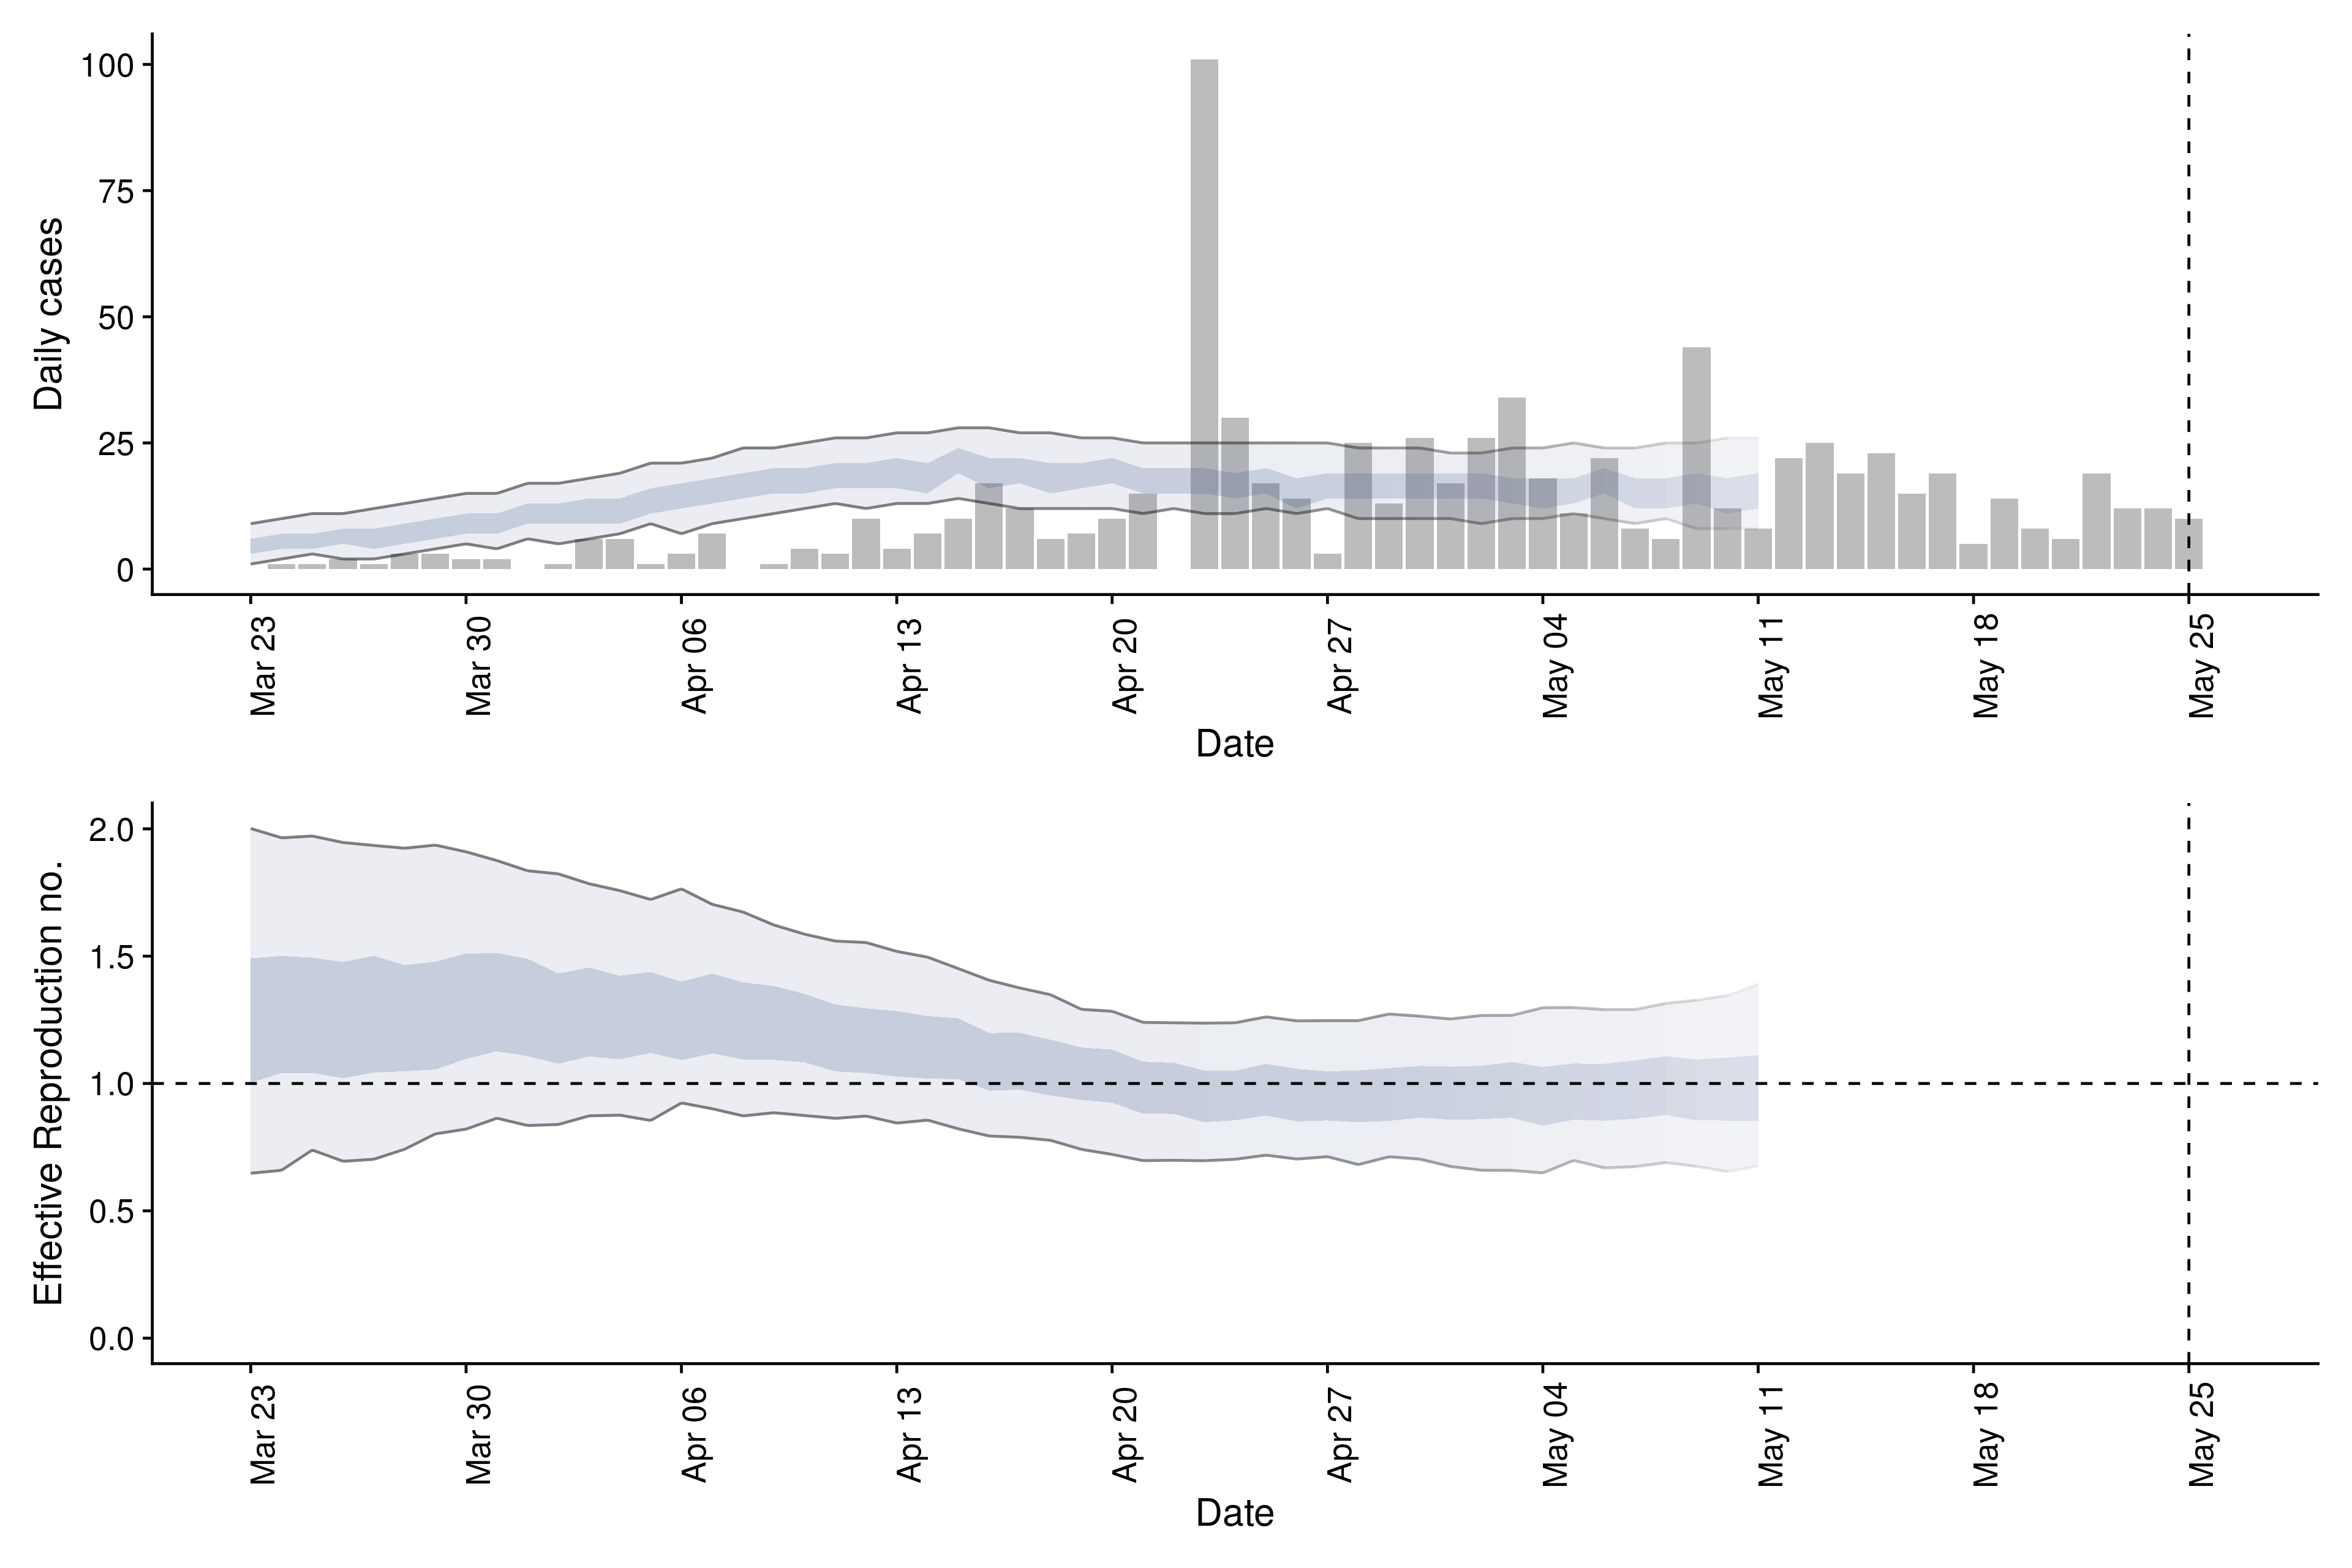 Daily cases
100
75
50
25
0
Mar 23
Mar 30
Apr 06
Apr 13
Apr 20
Apr 27
May 04
May 11
May 18
May 25
Date
Effective Reproduction no.
2.0
1.5
1.0
0.5
0.0
Mar 23
Mar 30
Apr 06
Apr 13
Apr 20
Apr 27
May 04
May 11
May 18
May 25
Date